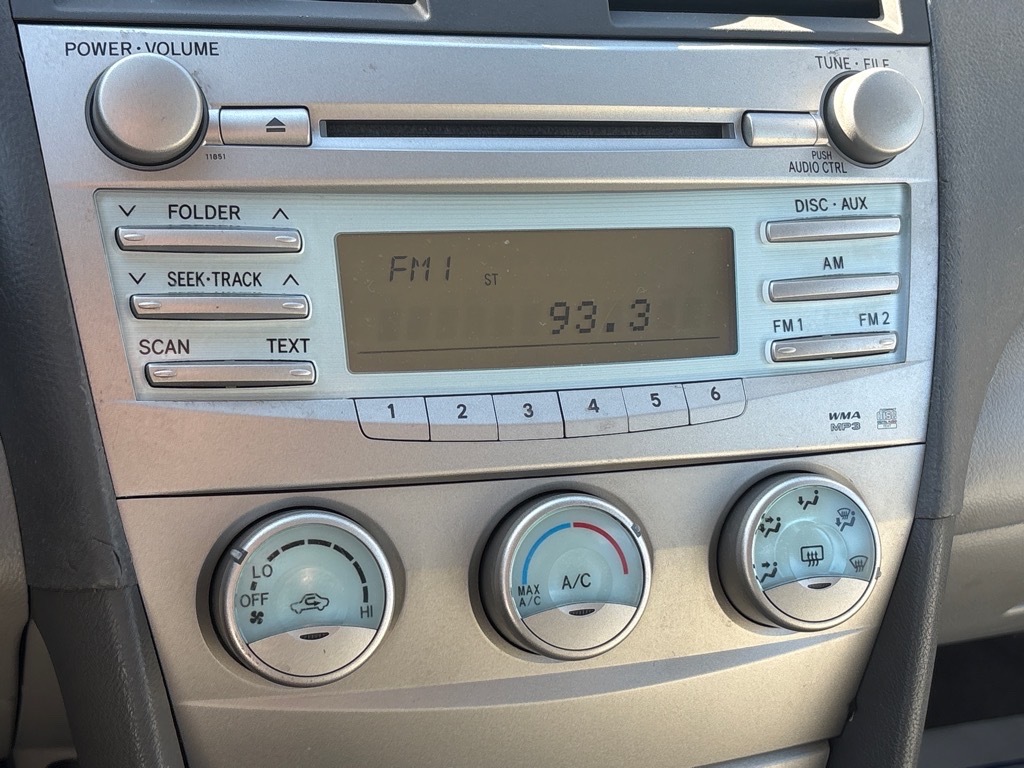 POWER · VOLUME
TUNE · FILE
11851
PUSH
AUDIO CTRL
FOLDER
DISC · AUX
FM1
ST
SEEK·TRACK
AM
93.3
FM1 FM2
SCAN TEXT
1 2 3 4 5 6
WMA
MP3
LO
OFF
HI
MAX
A/C
A/C